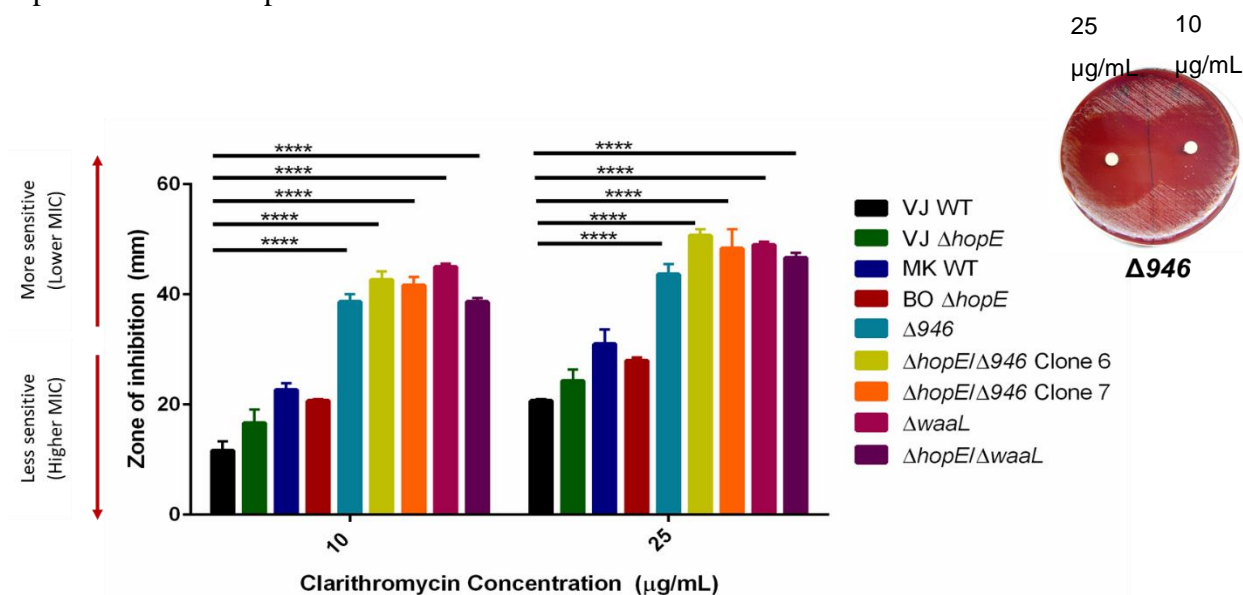 25
10
µg/mL
µg/mL
Δ946
More sensitive
(Lower MIC)
Less sensitive
(Higher MIC)
Zone of inhibition (mm)
60
40
20
0
****
****
****
****
****
****
****
****
****
****
10
25
Clarithromycin Concentration (µg/mL)
VJ WT
VJ ΔhopE
MK WT
BO ΔhopE
Δ946
ΔhopE/Δ946 Clone 6
ΔhopE/Δ946 Clone 7
ΔwaaL
ΔhopE/ΔwaaL